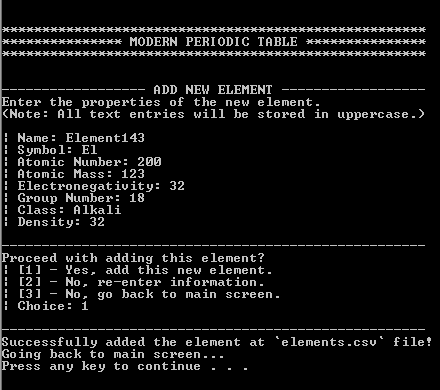 *****************************************************
*************** MODERN PERIODIC TABLE ***************
*****************************************************
------------------- ADD NEW ELEMENT ------------------
Enter the properties of the new element.
(Note: All text entries will be stored in uppercase.)
¦ Name: Element143
¦ Symbol: El
¦ Atomic Number: 200
¦ Atomic Mass: 123
¦ Electronegativity: 32
¦ Group Number: 18
¦ Class: Alkali
¦ Density: 32
-----------------------------------------------------
Proceed with adding this element?
¦ [1] - Yes, add this new element.
¦ [2] - No, re-enter information.
¦ [3] - No, go back to main screen.
¦ Choice: 1
-----------------------------------------------------
Successfully added the element at `elements.csv` file!
Going back to main screen...
Press any key to continue . . .